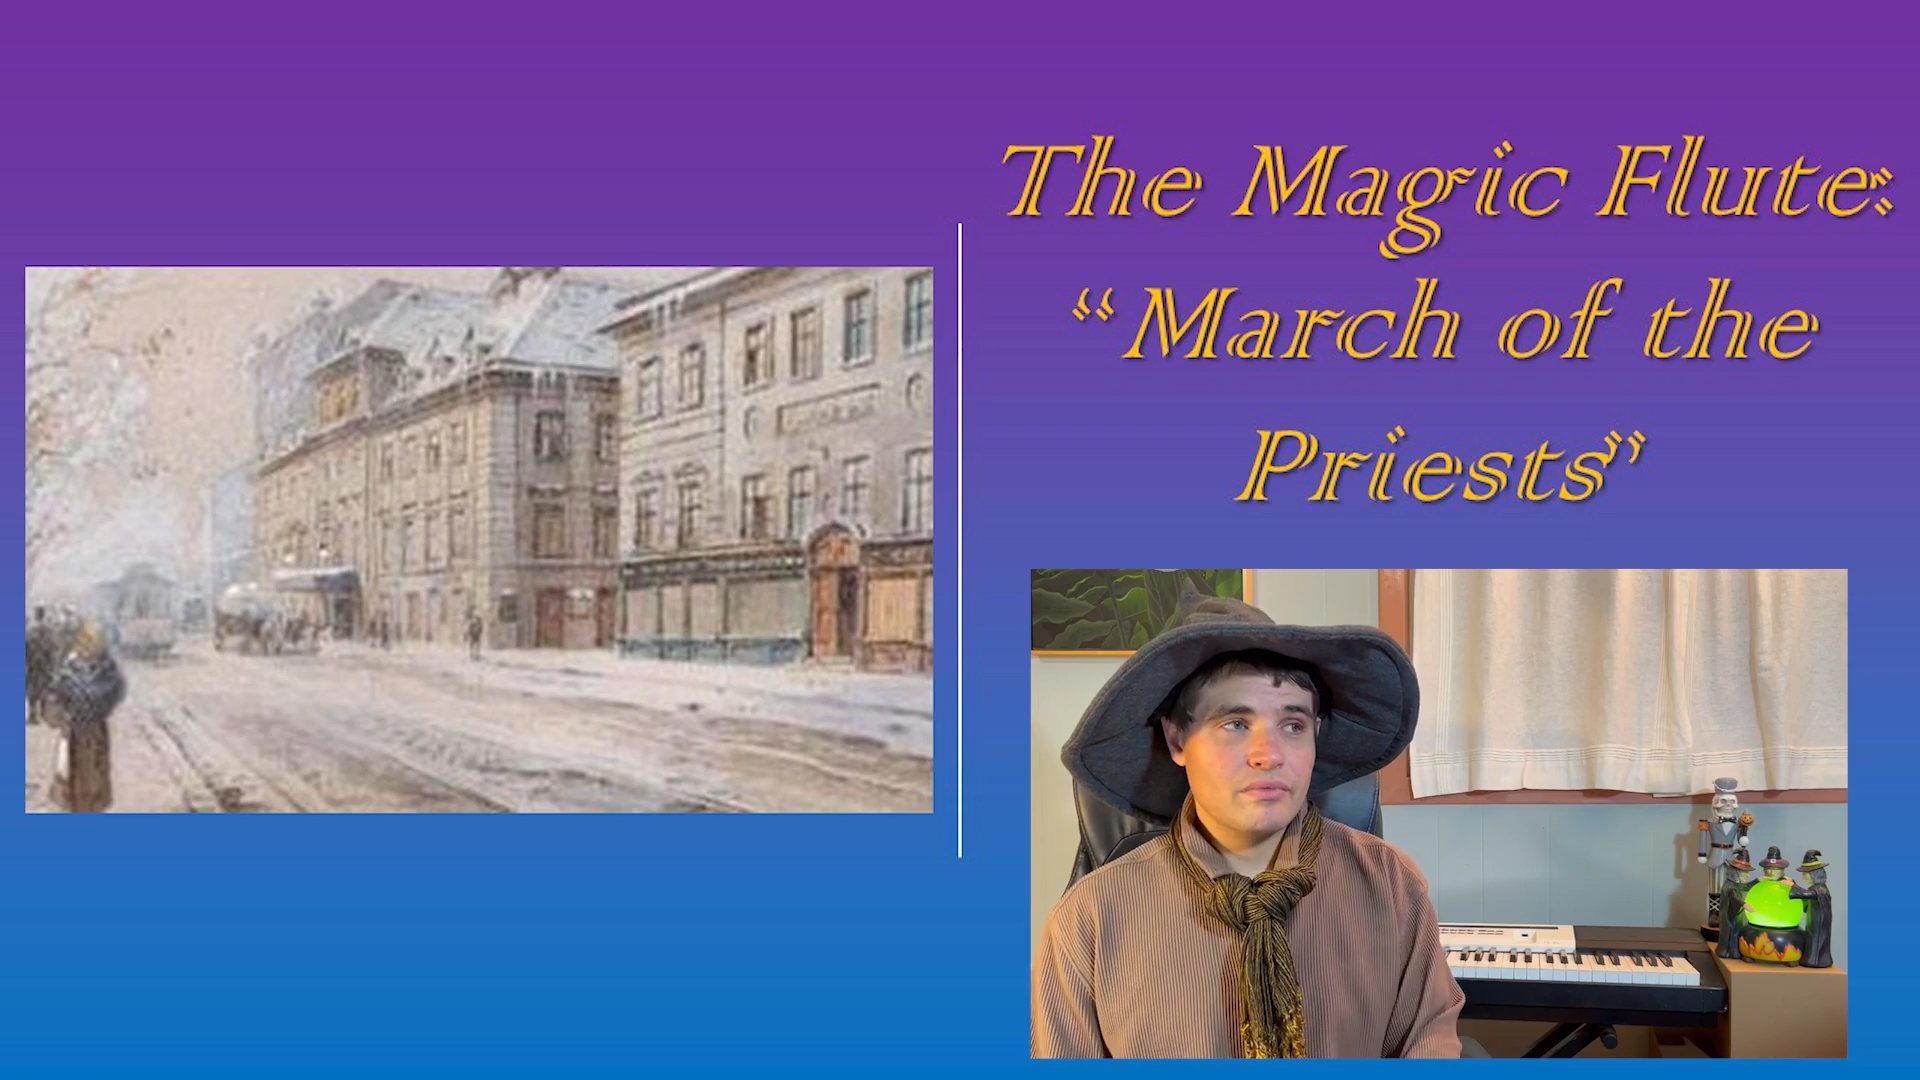 The Magic Flute:
“March of the
Priests”